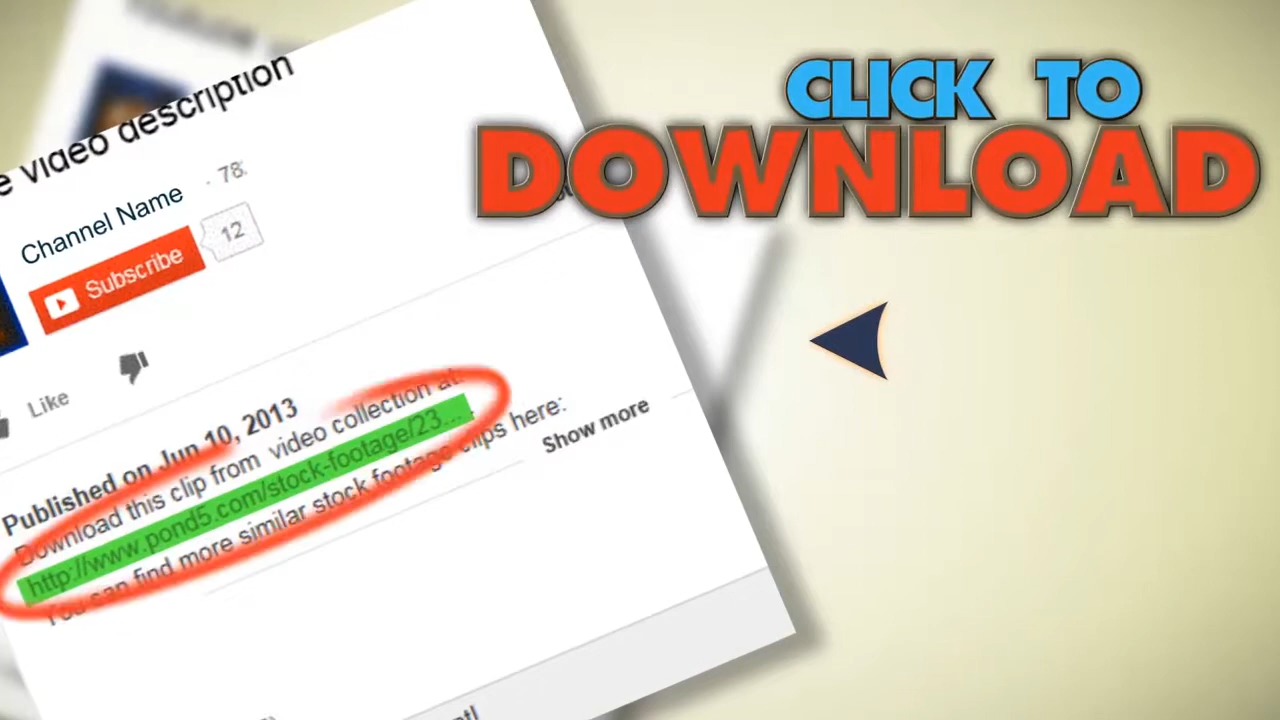 CLICK TO
DOWNLOAD
video description
Channel Name
78
Subscribe
12
Like
Published on Jun 10, 2013
Download this clip from video collection at
http://www.pond5.com/stock-footage/23...
You can find more similar stock footage clips here:
Show more